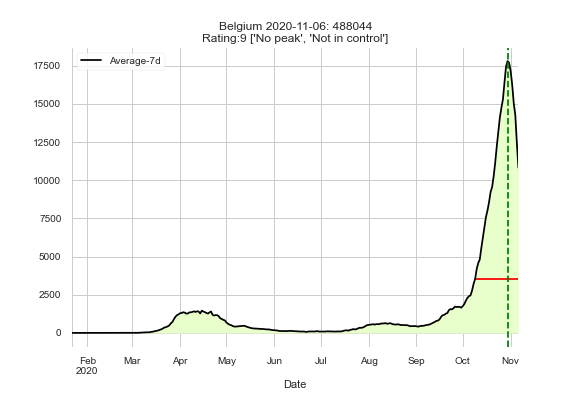 Belgium 2020-11-06: 488044
Rating:9 ['No peak', 'Not in control']
Average-7d
17500
15000
12500
10000
7500
5000
2500
0
Feb Mar Apr May Jun Jul Aug Sep Oct Nov
2020
Date